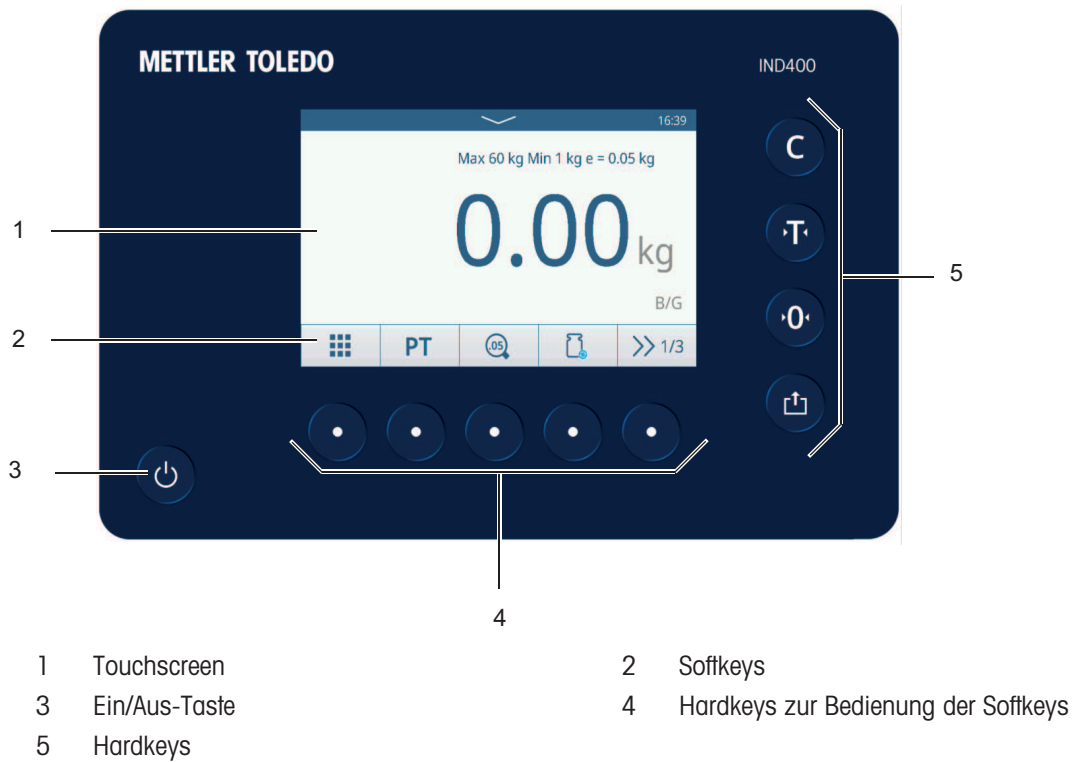 METTLER TOLEDO
IND400
16:39
Max 60 kg Min 1 kg e = 0.05 kg
0.00 kg
B/G
PT
.05
1/3
C
T
0
1
2
3
4
5
1 Touchscreen
2 Softkeys
3 Ein/Aus-Taste
4 Hardkeys zur Bedienung der Softkeys
5 Hardkeys